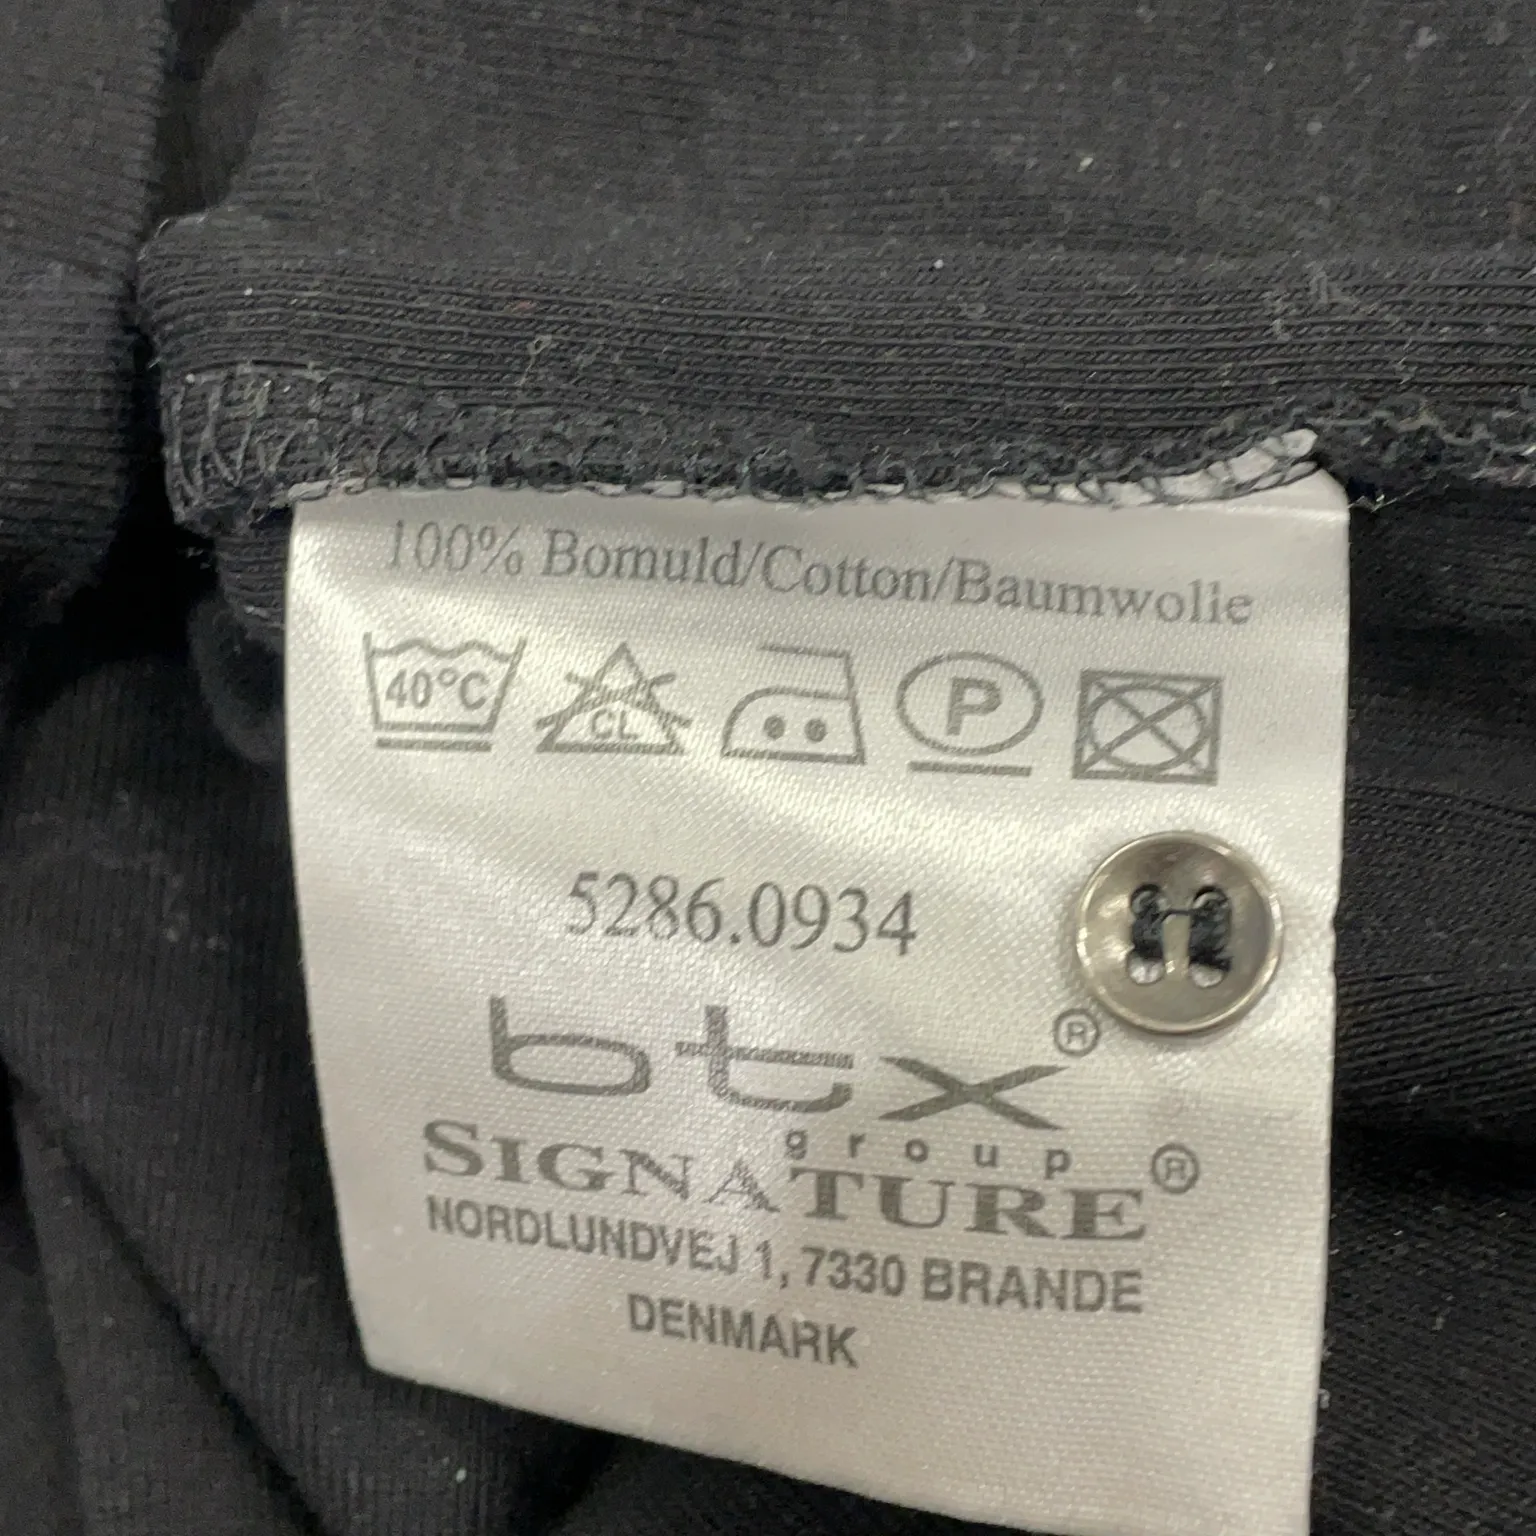 100% Bomuld/Cotton/Baumwolle
40°C CL P
5286.0934
btx®
group
SIGNATURE®
NORDLUNDVEJ 1, 7330 BRANDE
DENMARK